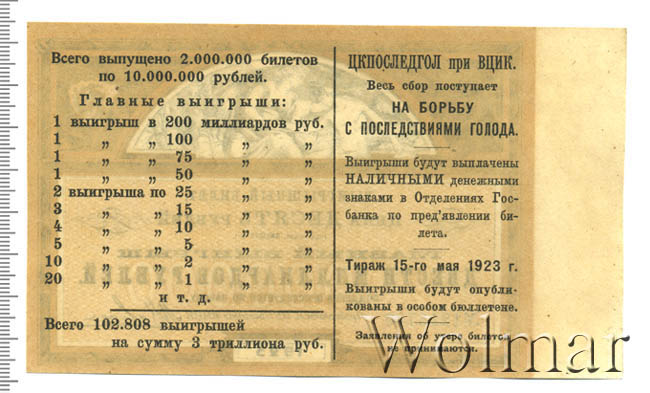 Всего выпущено 2.000.000 билетов
по 10.000.000 рублей.
Главные выигрыши:
1 выигрыш в 200 миллиардов руб.
1 „ „ 100 „ „
1 „ „ 75 „ „
1 „ „ 50 „ „
2 выигрыша по 25 „ „
3 „ „ 15 „ „
4 „ „ 10 „ „
5 „ „ 5 „ „
10 „ „ 2 „ „
20 „ „ 1 „ „
и т. д.
Всего 102.808 выигрышей
на сумму 3 триллиона руб.
ЦКПОСЛЕДГОЛ при ВЦИК.
Весь сбор поступает
НА БОРЬБУ
С ПОСЛЕДСТВИЯМИ ГОЛОДА.
Выигрыши будут выплачены
НАЛИЧНЫМИ денежными
знаками в Отделениях Гос-
банка по пред'явлении би-
лета.
Тираж 15-го мая 1923 г.
Выигрыши будут опубли-
кованы в особом бюллетене.
Заявления об утере билетов
не принимаются.
Wolmar